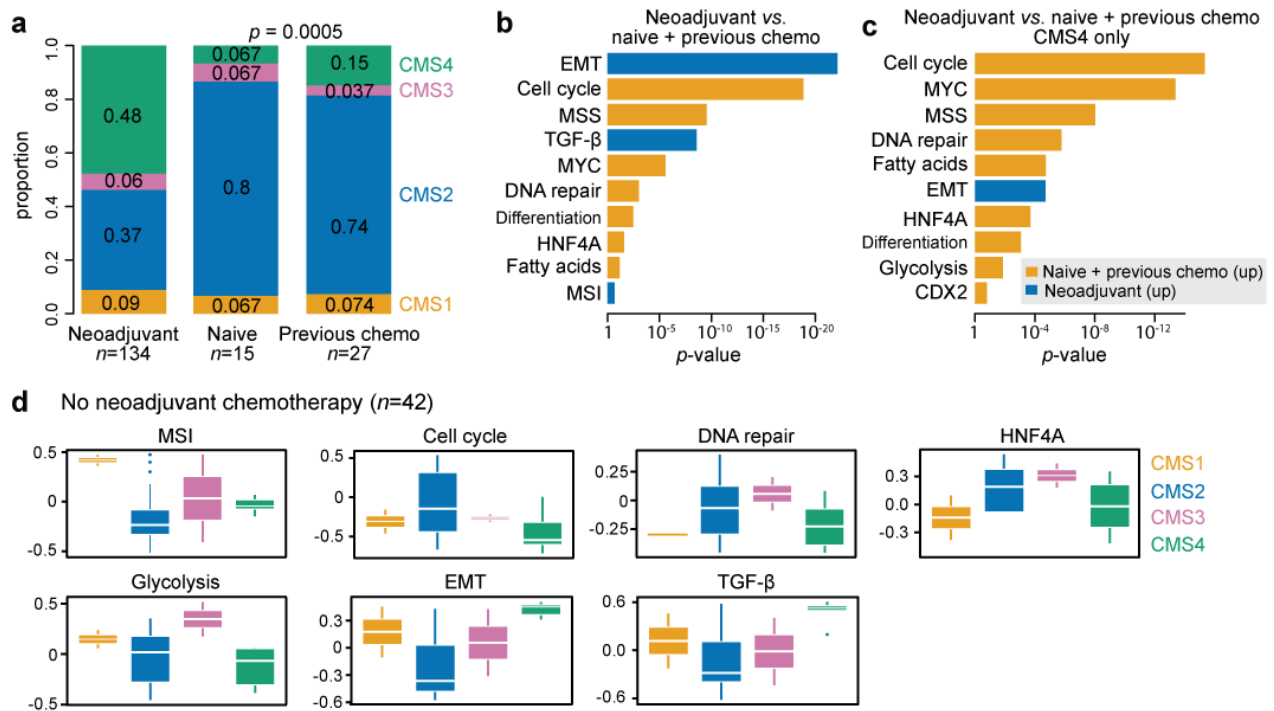 a
p = 0.0005
proportion
1.0
0.8
0.6
0.4
0.2
0.0
0.48
0.06
0.37
0.09
0.067
0.067
0.8
0.067
0.15
0.037
0.74
0.074
CMS4
CMS3
CMS2
CMS1
Neoadjuvant
n=134
Naive
n=15
Previous chemo
n=27
b
Neoadjuvant vs.
naive + previous chemo
EMT
Cell cycle
MSS
TGF-β
MYC
DNA repair
Differentiation
HNF4A
Fatty acids
MSI
1 10⁻⁵ 10⁻¹⁰ 10⁻¹⁵ 10⁻²⁰
p-value
c
Neoadjuvant vs. naive + previous chemo
CMS4 only
Cell cycle
MYC
MSS
DNA repair
Fatty acids
EMT
HNF4A
Differentiation
Glycolysis
CDX2
Naive + previous chemo (up)
Neoadjuvant (up)
1 10⁻⁴ 10⁻⁸ 10⁻¹²
p-value
d No neoadjuvant chemotherapy (n=42)
MSI
0.5
0
-0.5
Cell cycle
0.5
0
-0.5
DNA repair
0.25
0
-0.25
HNF4A
0.3
0.0
-0.3
CMS1
CMS2
CMS3
CMS4
Glycolysis
0.5
0
-0.5
EMT
0.3
0
-0.3
-0.6
TGF-β
0.6
0.0
-0.6